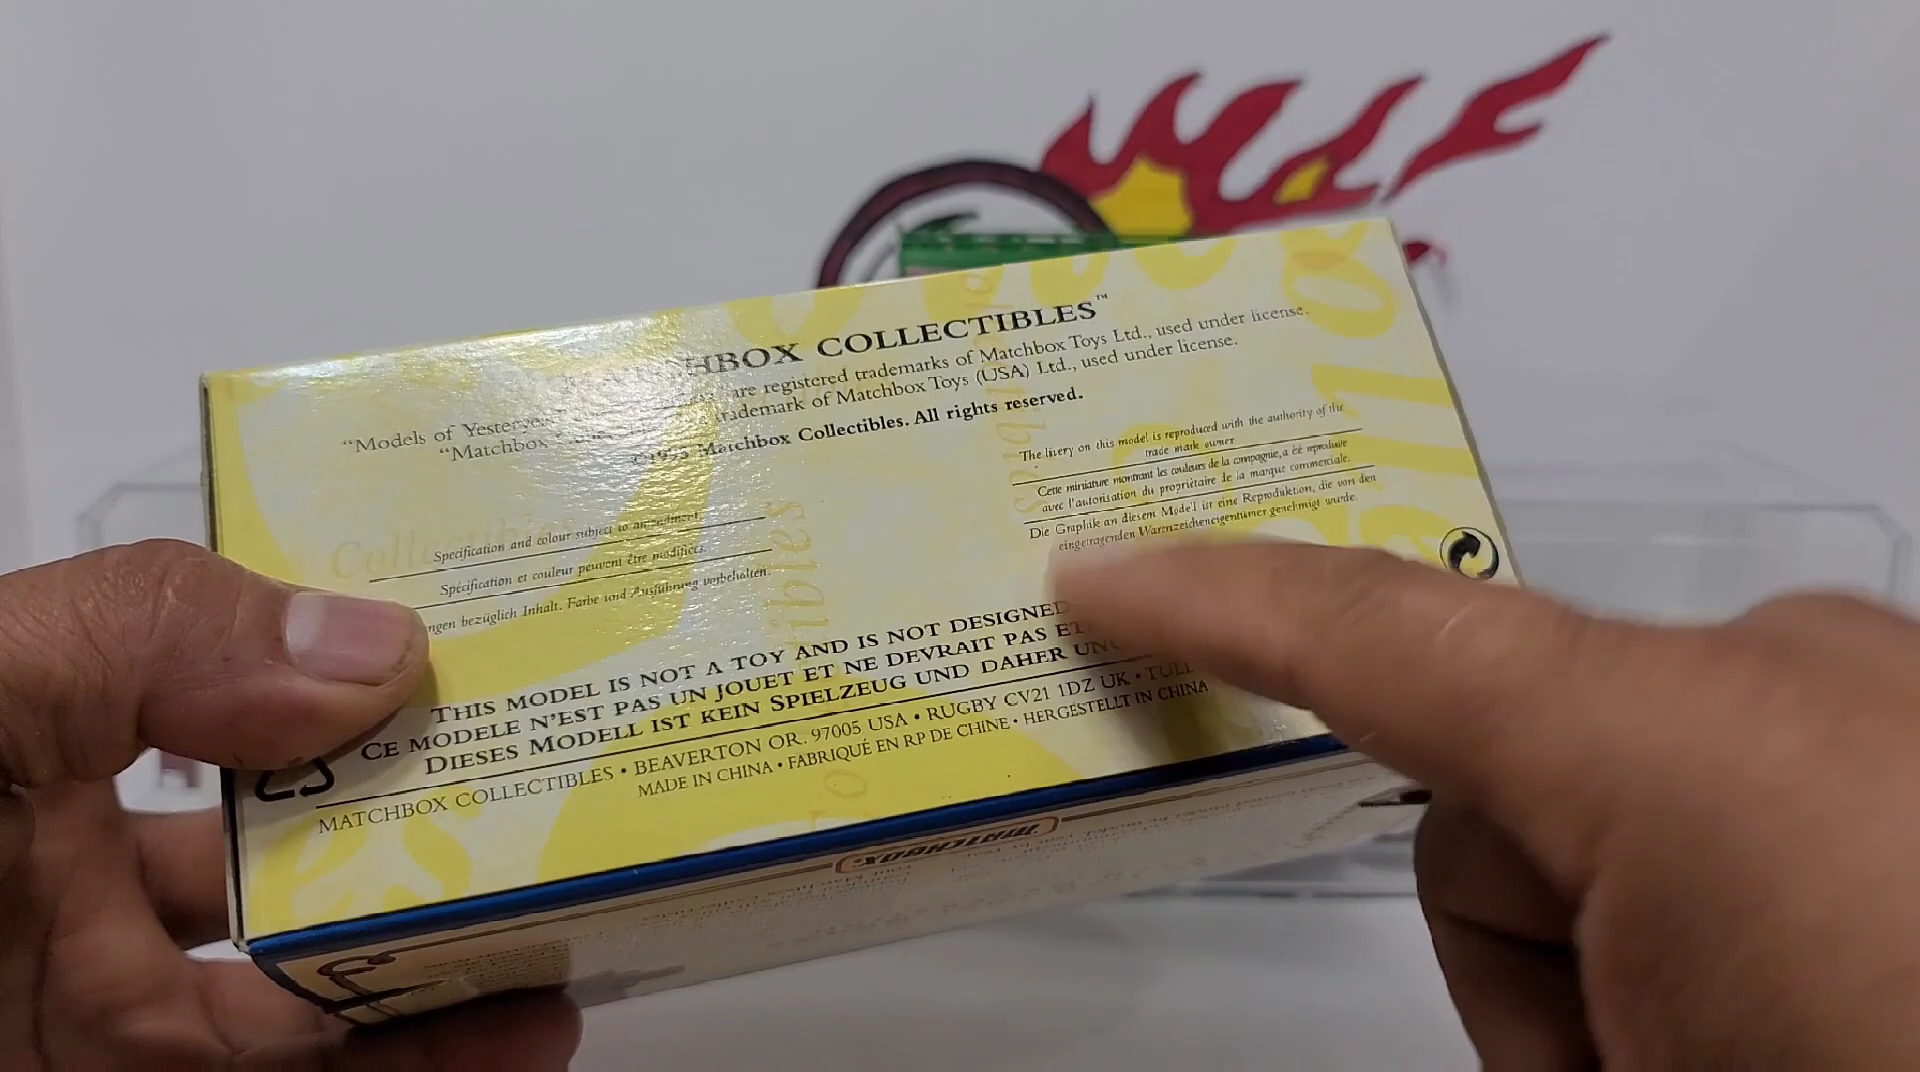 MATCHBOX COLLECTIBLES™
"Models of Yesteryear are registered trademarks of Matchbox Toys Ltd., used under license.
"Matchbox trademark of Matchbox Toys (USA) Ltd., used under license.
Matchbox Collectibles. All rights reserved.
Collectibles
Specification and colour subject to amendment.
Spécification et couleur peuvent être modifiées.
bezüglich Inhalt, Farbe und Ausführung vorbehalten.
The livery on this model is reproduced with the authority of the
trade mark owner
Cette miniature montrant les couleurs de la compagnie, a été reproduite
avec l'autorisation du propriétaire de la marque commerciale.
Die Graphik an diesem Modell ist eine Reproduktion, die von den
eingetragenden Warenzeicheneigentümer genehmigt wurde.
THIS MODEL IS NOT A TOY AND IS NOT DESIGNED
CE MODELE N'EST PAS UN JOUET ET NE DEVRAIT PAS
DIESES MODELL IST KEIN SPIELZEUG UND DAHER
MATCHBOX COLLECTIBLES • BEAVERTON OR. 97005 USA • RUGBY CV21 1DZ UK •
MADE IN CHINA • FABRIQUÉ EN RP DE CHINE • HERGESTELLT IN CHINA
MATCHBOX